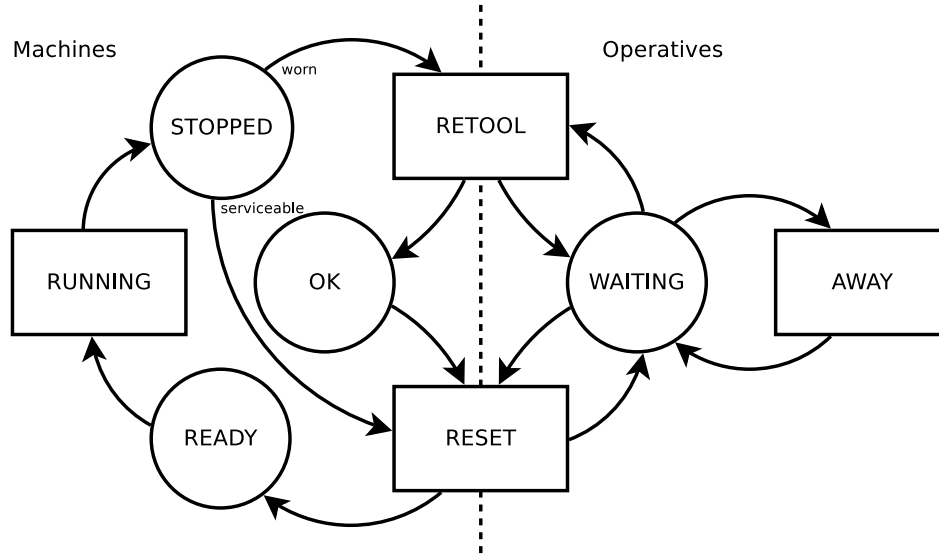 Machines
Operatives
worn
STOPPED
RETOOL
serviceable
RUNNING
OK
WAITING
AWAY
READY
RESET